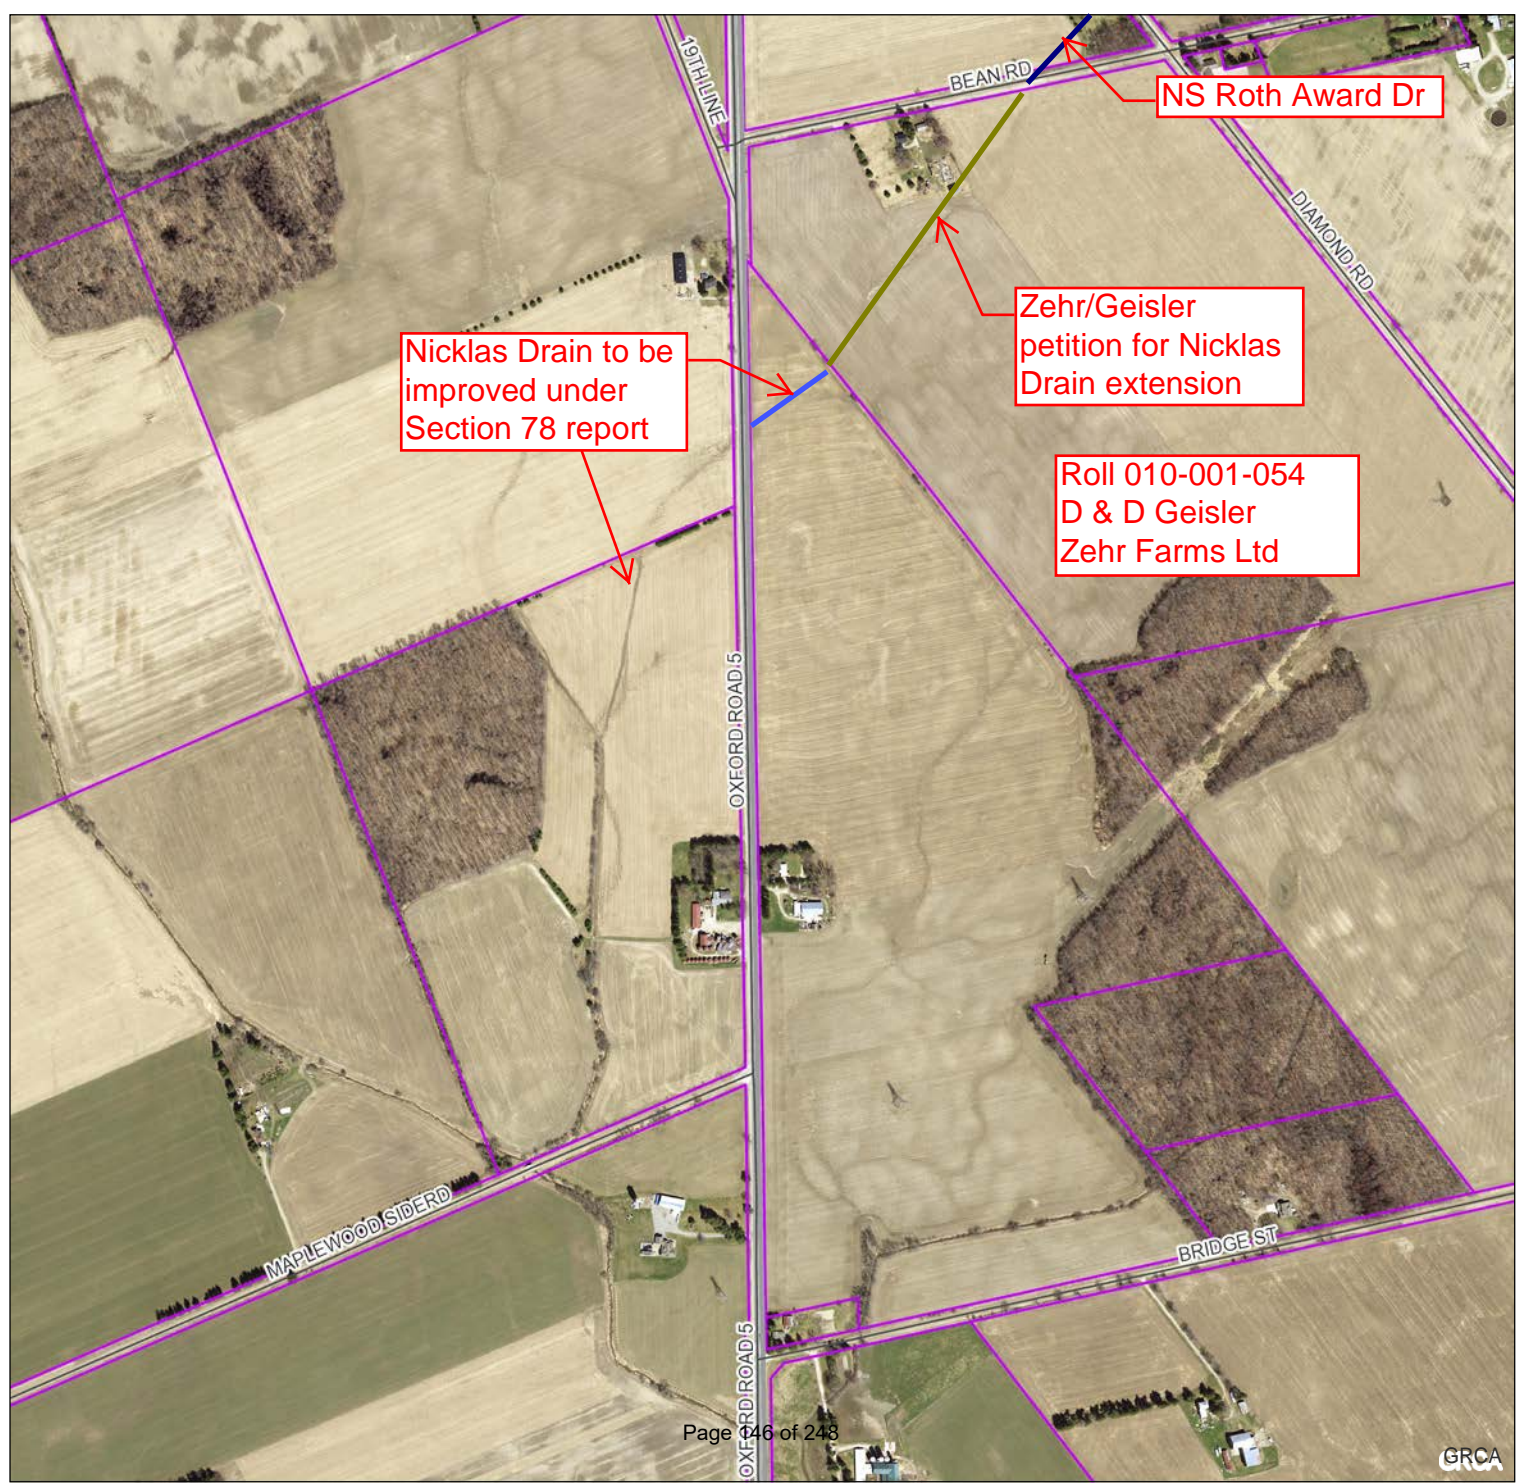 19TH LINE
BEAN RD
NS Roth Award Dr
DIAMOND RD
Zehr/Geisler
petition for Nicklas
Drain extension
Nicklas Drain to be
improved under
Section 78 report
Roll 010-001-054
D & D Geisler
Zehr Farms Ltd
OXFORD ROAD 5
MAPLEWOOD SIDERD
BRIDGE ST
OXFORD ROAD 5
Page 146 of 248
GRCA